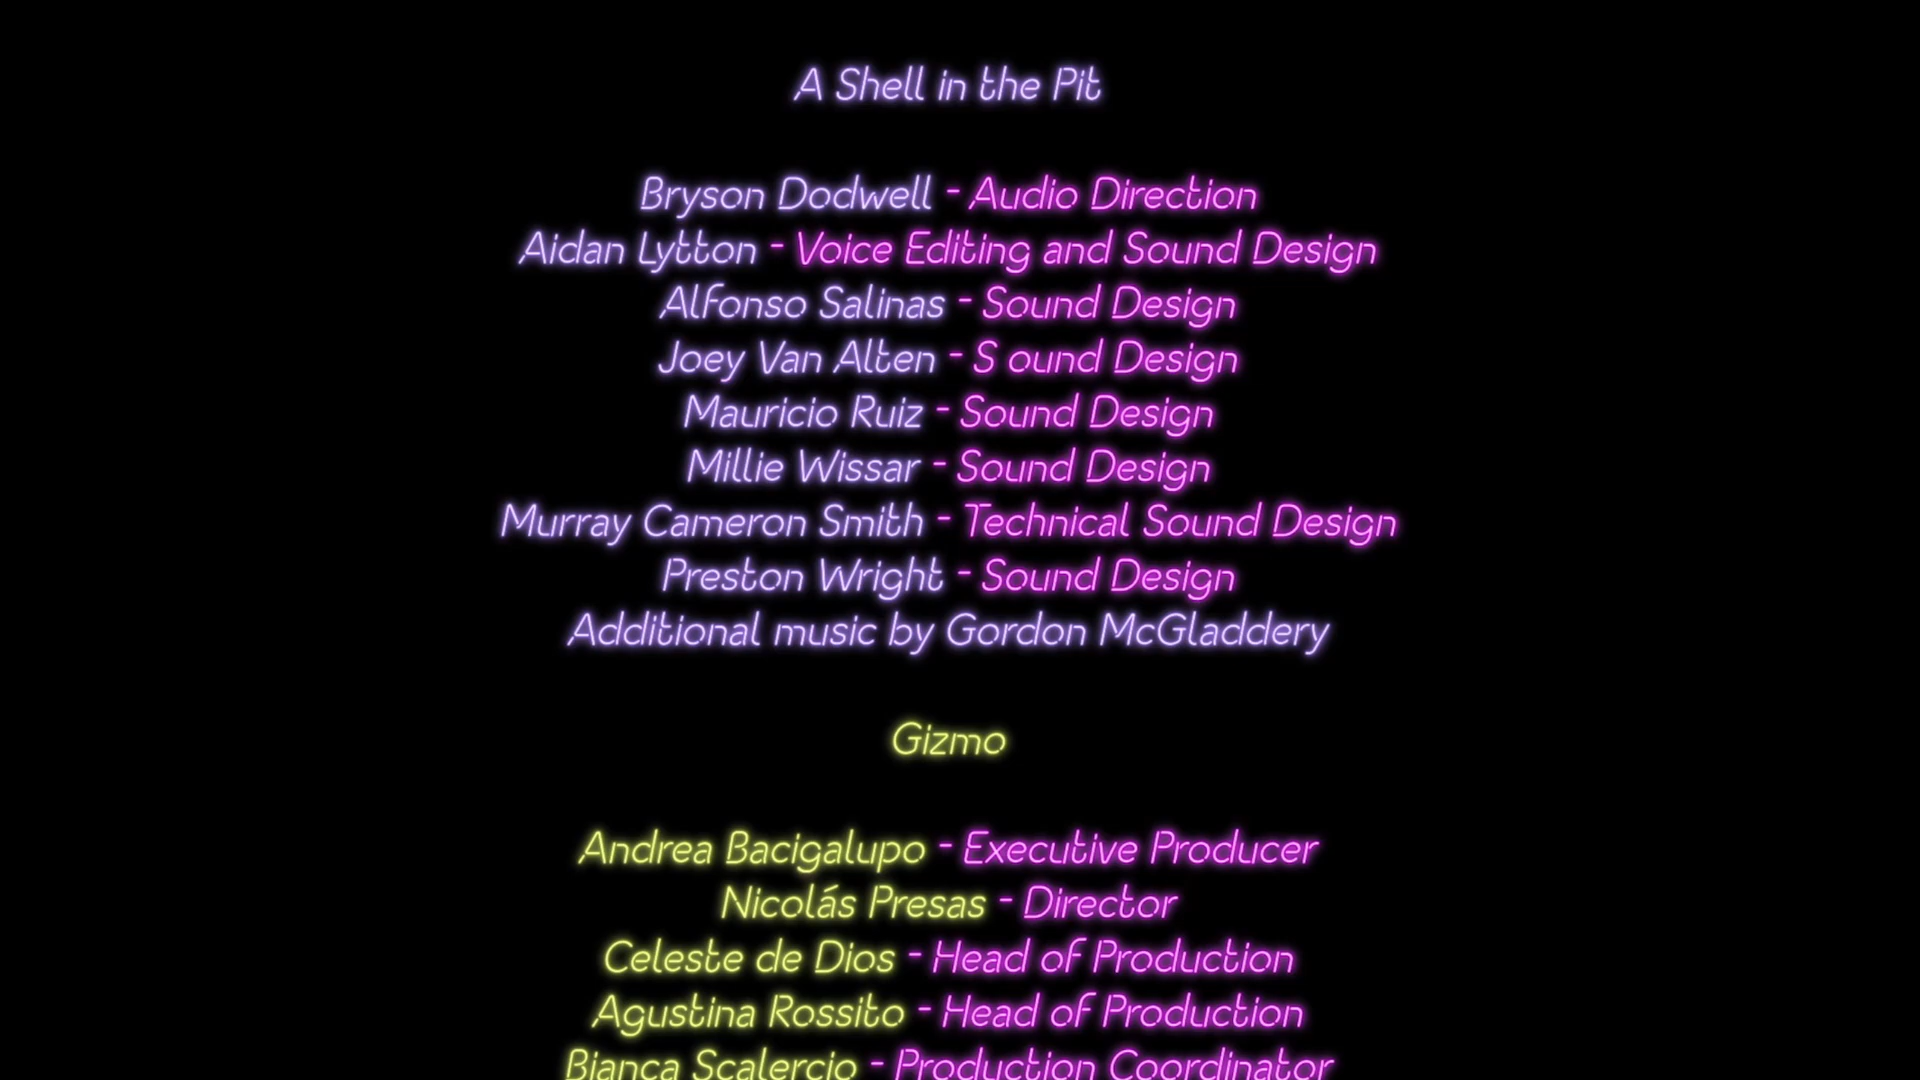 A Shell in the Pit
Bryson Dodwell - Audio Direction
Aidan Lytton - Voice Editing and Sound Design
Alfonso Salinas - Sound Design
Joey Van Alten - S ound Design
Mauricio Ruiz - Sound Design
Millie Wissar - Sound Design
Murray Cameron Smith - Technical Sound Design
Preston Wright - Sound Design
Additional music by Gordon McGladdery
Gizmo
Andrea Bacigalupo - Executive Producer
Nicolás Presas - Director
Celeste de Dios - Head of Production
Agustina Rossito - Head of Production
Bianca Scalercio - Production Coordinator